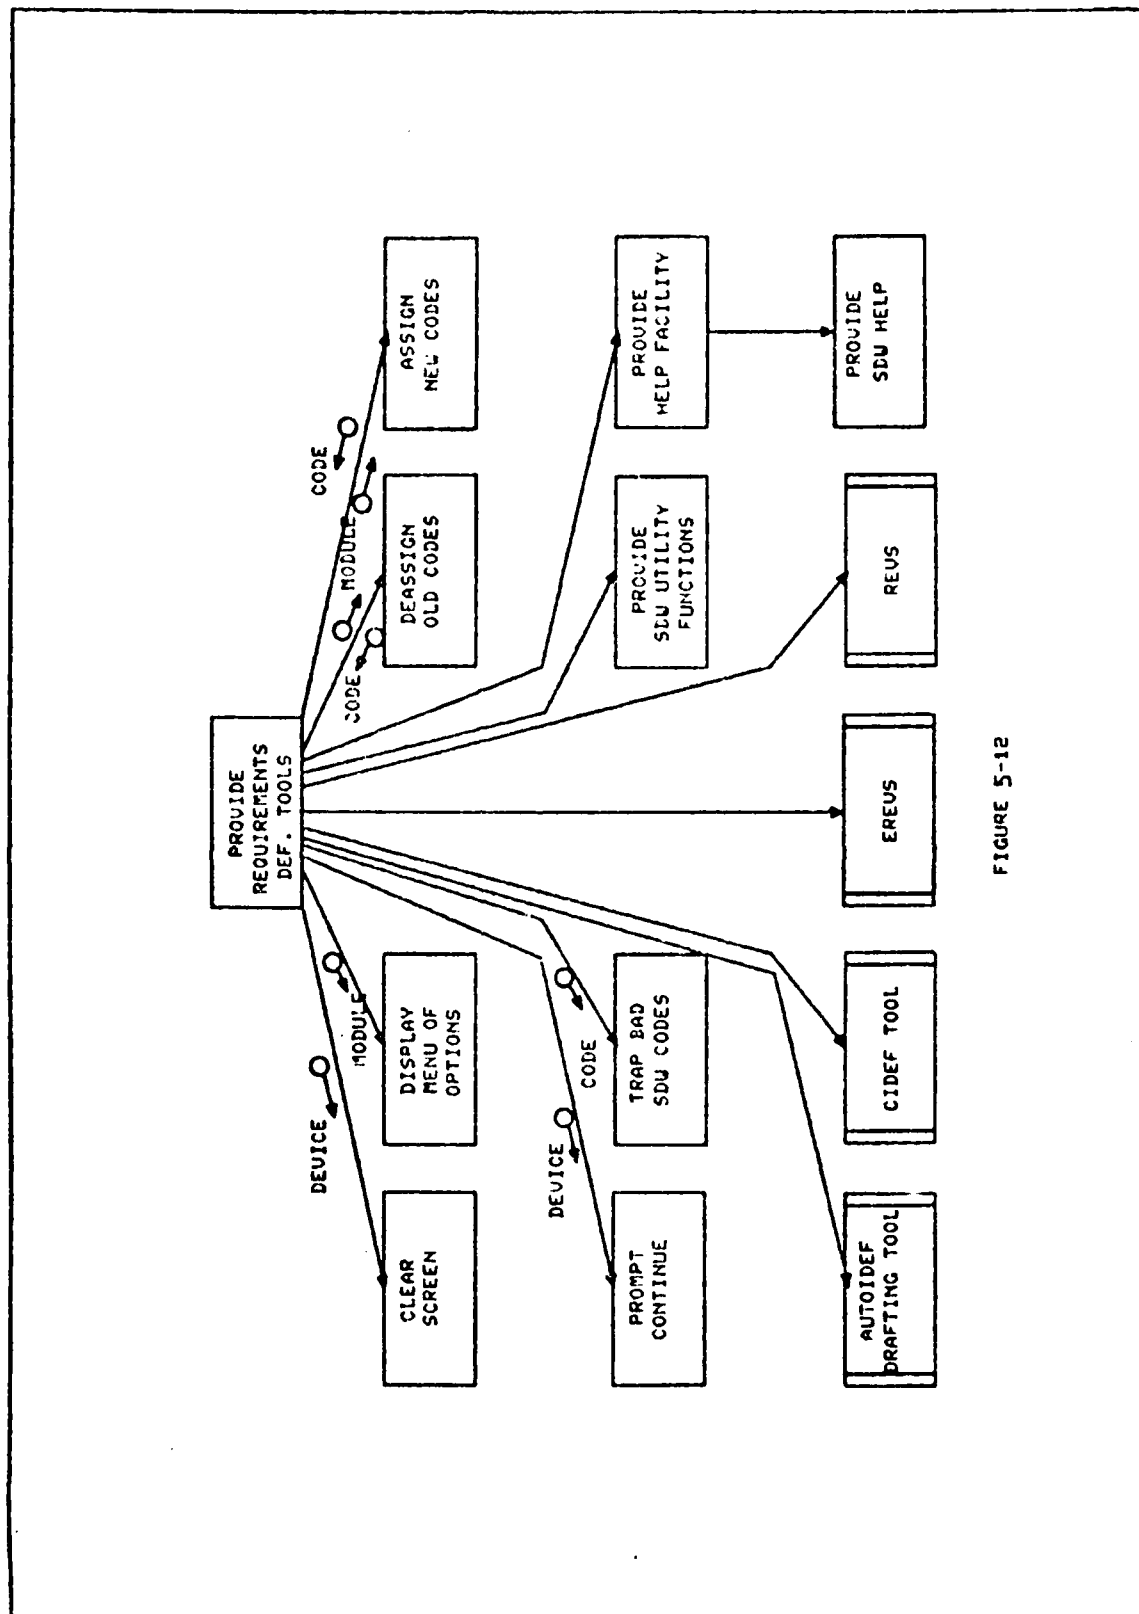 PROVIDE
REQUIREMENTS
DEF. TOOLS
DEVICE
MODULE
CODE
MODULE
CODE
CLEAR
SCREEN
DISPLAY
MENU OF
OPTIONS
DEASSIGN
OLD CODES
ASSIGN
NEW CODES
DEVICE
CODE
PROMPT
CONTINUE
TRAP BAD
SDW CODES
PROVIDE
SDW UTILITY
FUNCTIONS
PROVIDE
HELP FACILITY
AUTOIDEF
DRAFTING TOOL
CIDEF TOOL
EREVS
REVS
PROVIDE
SDW HELP
FIGURE 5-12